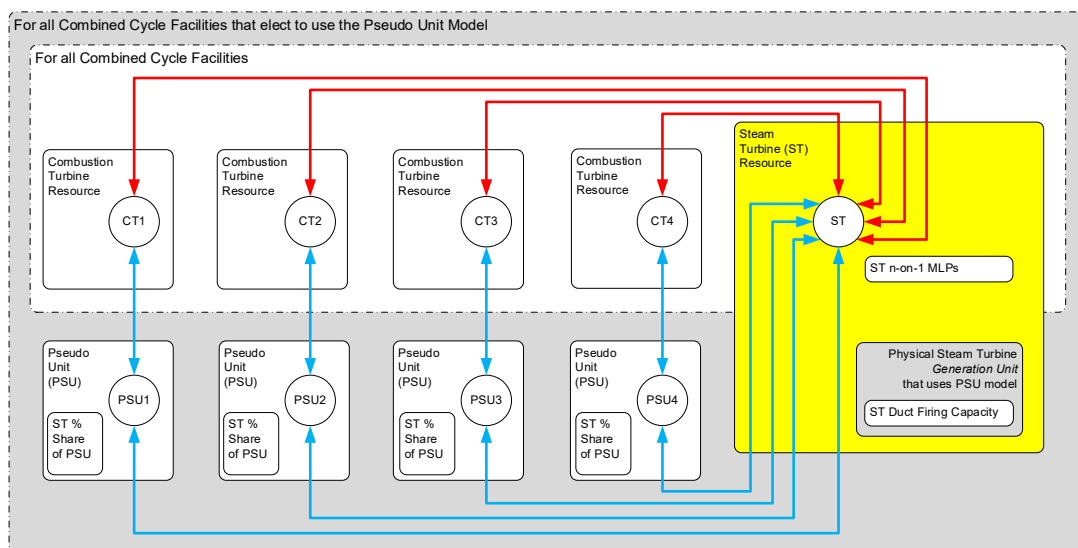 For all Combined Cycle Facilities that elect to use the Pseudo Unit Model
For all Combined Cycle Facilities
Combustion
Turbine
Resource
CT1
Combustion
Turbine
Resource
CT2
Combustion
Turbine
Resource
CT3
Combustion
Turbine
Resource
CT4
Steam
Turbine (ST)
Resource
ST
ST n-on-1 MLPs
Pseudo
Unit
(PSU)
PSU1
ST %
Share
of PSU
Pseudo
Unit
(PSU)
PSU2
ST %
Share
of PSU
Pseudo
Unit
(PSU)
PSU3
ST %
Share
of PSU
Pseudo
Unit
(PSU)
PSU4
ST %
Share
of PSU
Physical Steam Turbine
Generation Unit
that uses PSU model
ST Duct Firing Capacity